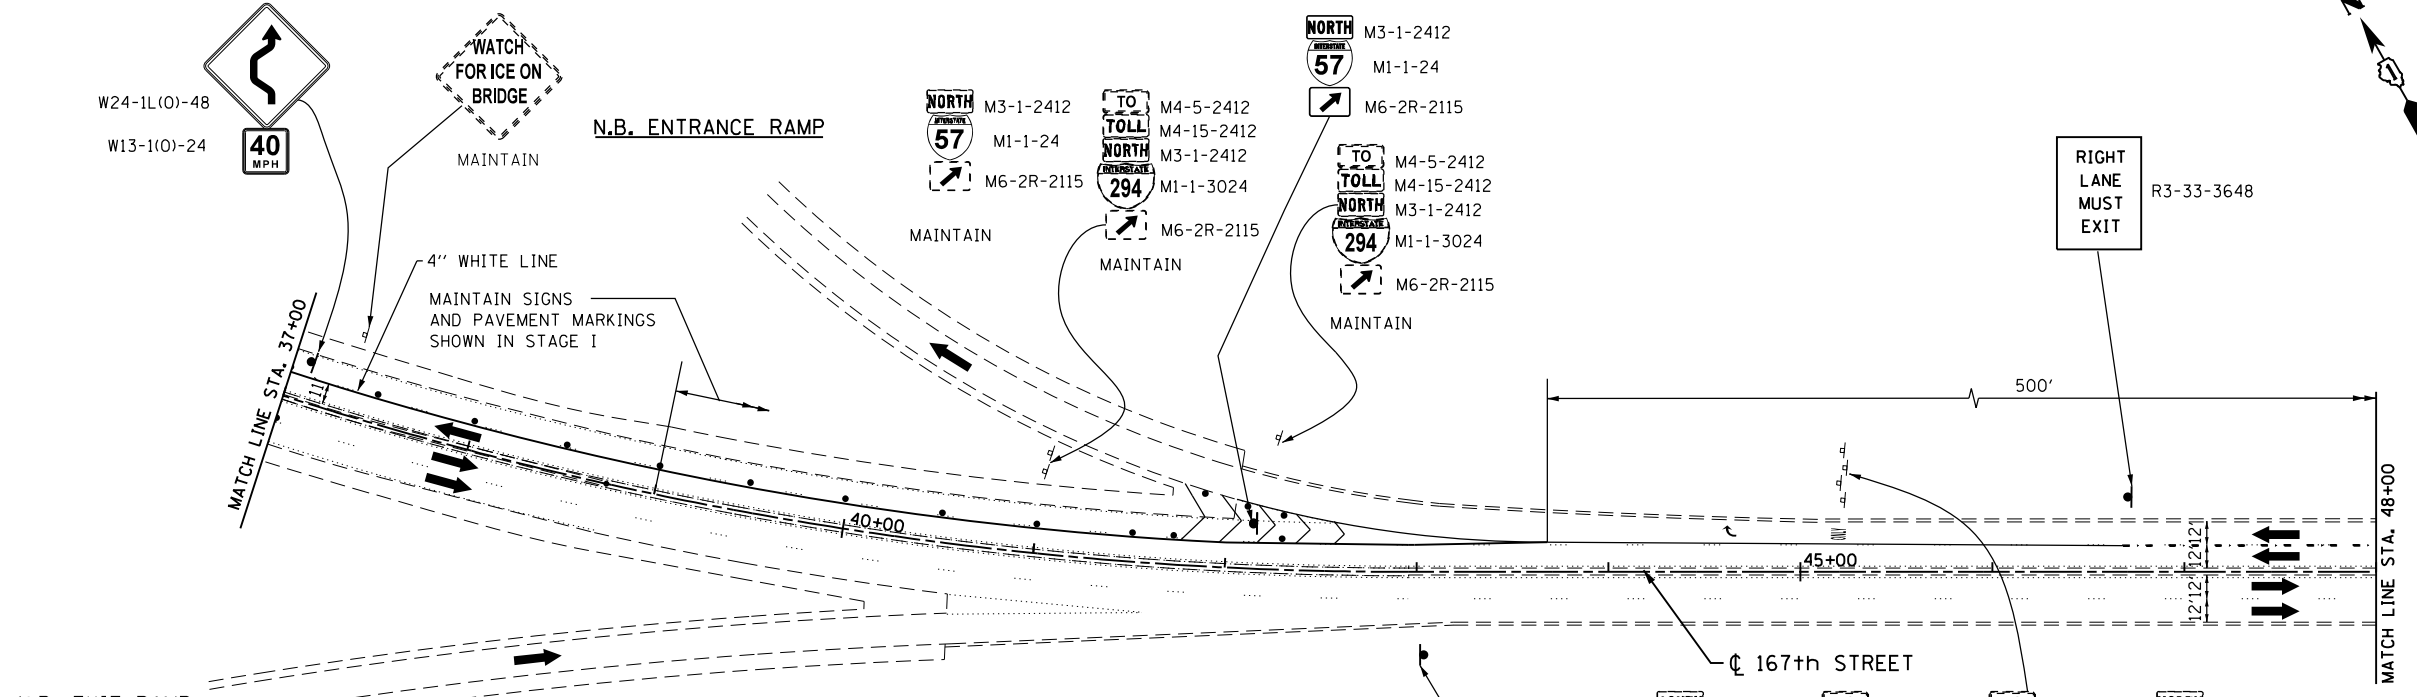 W24-1L(O)-48
W13-1(O)-24
40
MPH
WATCH
FOR ICE ON
BRIDGE
MAINTAIN
N.B. ENTRANCE RAMP
NORTH M3-1-2412
INTERSTATE
57 M1-1-24
M6-2R-2115
MAINTAIN
TO M4-5-2412
TOLL M4-15-2412
NORTH M3-1-2412
INTERSTATE
294 M1-1-3024
M6-2R-2115
MAINTAIN
NORTH M3-1-2412
INTERSTATE
57 M1-1-24
M6-2R-2115
TO M4-5-2412
TOLL M4-15-2412
NORTH M3-1-2412
INTERSTATE
294 M1-1-3024
M6-2R-2115
MAINTAIN
RIGHT
LANE
MUST
EXIT
R3-33-3648
4'' WHITE LINE
MAINTAIN SIGNS
AND PAVEMENT MARKINGS
SHOWN IN STAGE I
MATCH LINE STA. 37+00
11
40+00
500'
45+00
12'
12'
12'
12'
MATCH LINE STA. 48+00
℄ 167th STREET